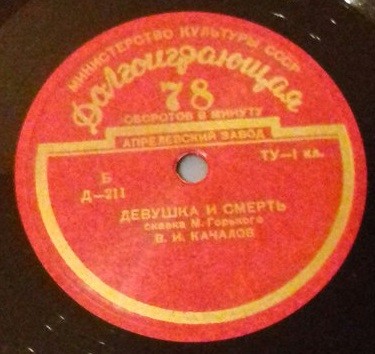 МИНИСТЕРСТВО КУЛЬТУРЫ СССР
Долгоиграющая
78
ОБОРОТОВ В МИНУТУ
АПРЕЛЕВСКИЙ ЗАВОД
Б
Д—211
ТУ—1 кл.
ДЕВУШКА И СМЕРТЬ
сказка М. Горького
В. И. КАЧАЛОВ